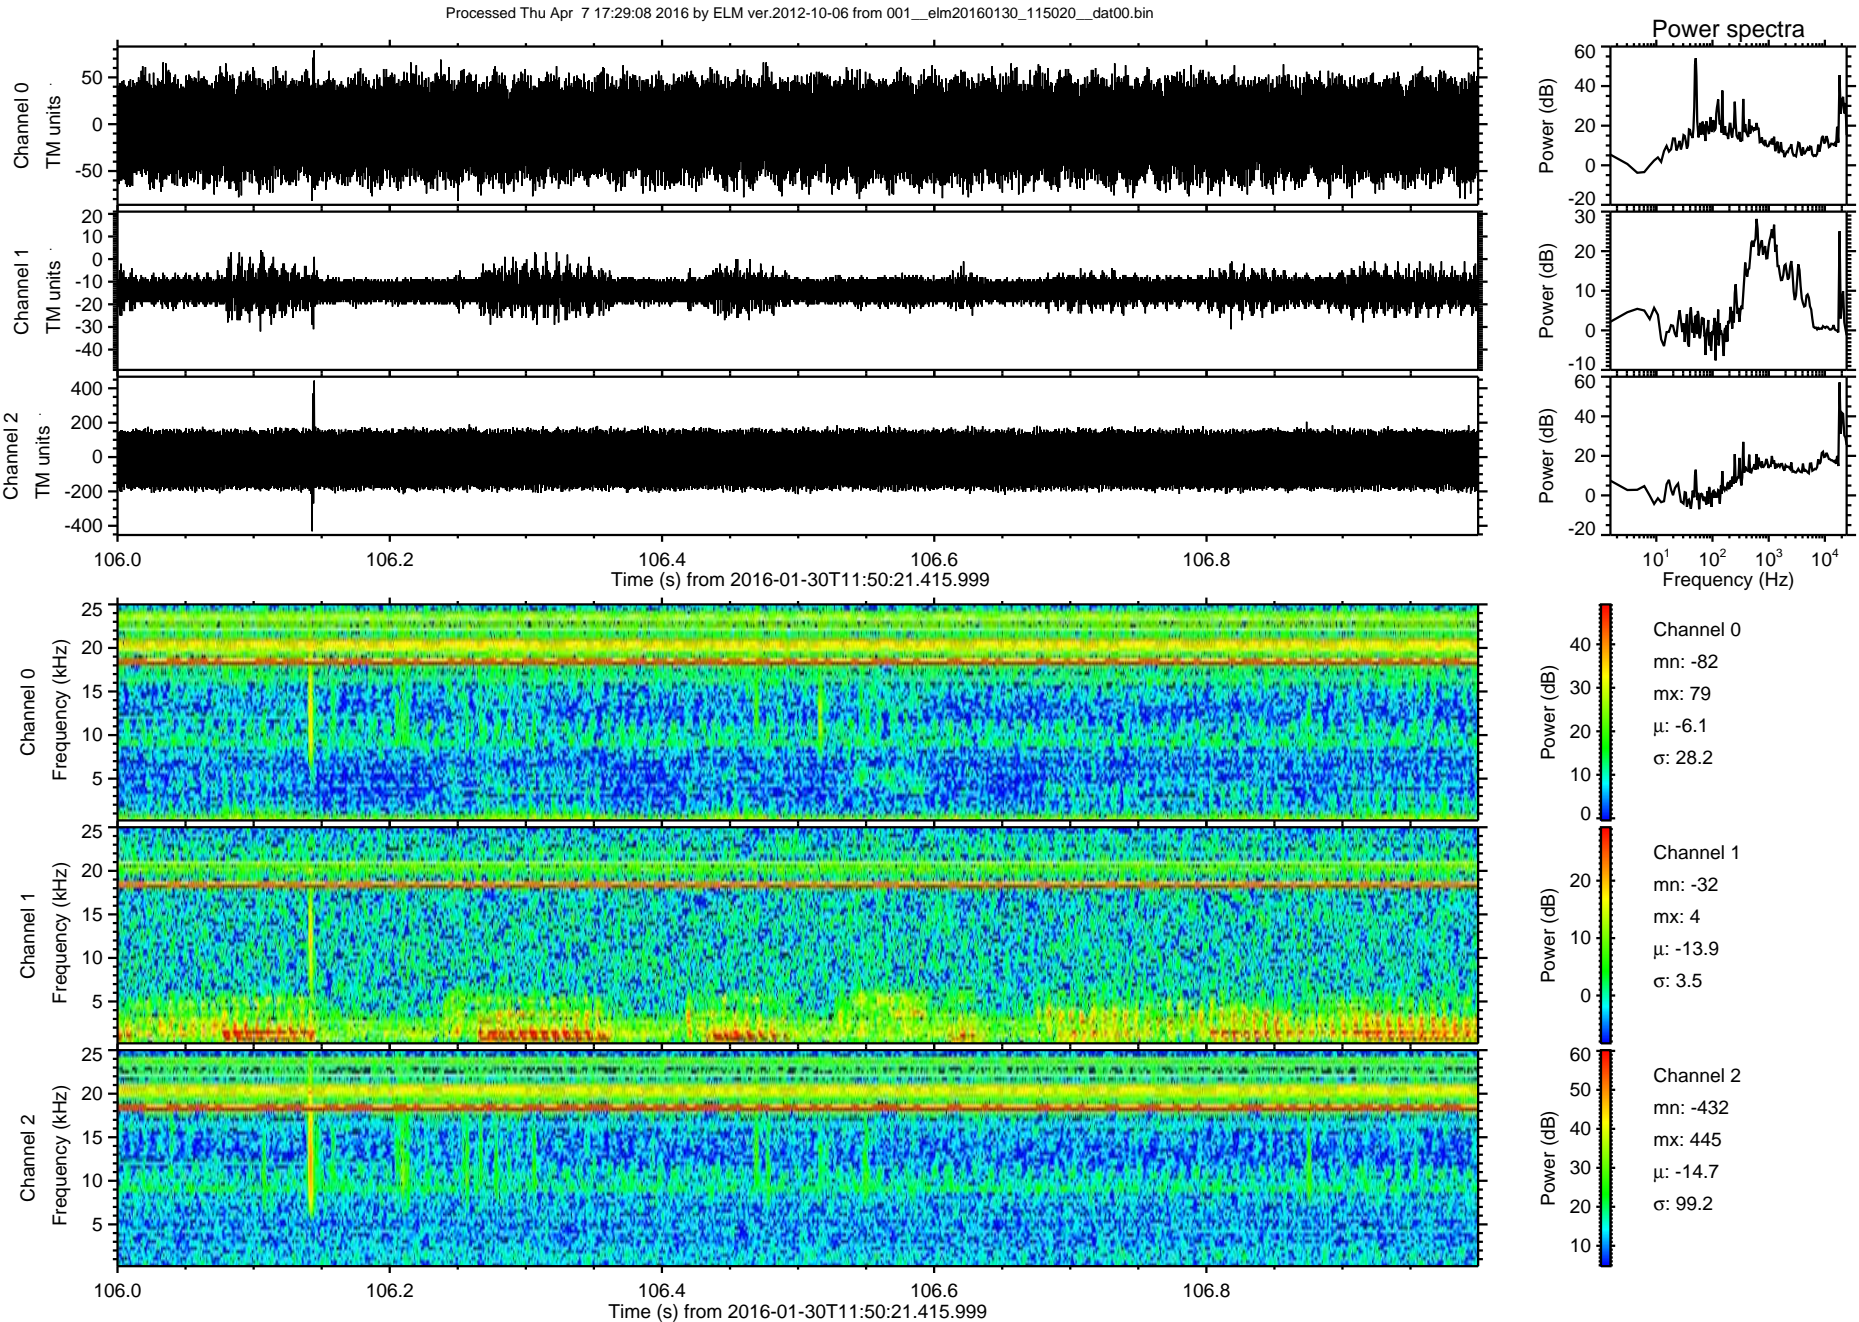 Processed Thu Apr  7 17:29:08 2016 by ELM ver.2012-10-06 from 001__elm20160130_115020__dat00.bin
Power spectra
Channel 0
TM units
50
0
-50
Power (dB)
60
40
20
0
-20
Channel 1
TM units
20
10
0
-10
-20
-30
-40
Power (dB)
30
20
10
0
-10
Channel 2
TM units
400
200
0
-200
-400
Power (dB)
60
40
20
0
-20
106.0 106.2 106.4 106.6 106.8
Time (s) from 2016-01-30T11:50:21.415.999
10¹ 10² 10³ 10⁴
Frequency (Hz)
Channel 0
Frequency (kHz)
25
20
15
10
5
Power (dB)
40
30
20
10
0
Channel 0
mn: -82
mx: 79
μ: -6.1
σ: 28.2
Channel 1
Frequency (kHz)
25
20
15
10
5
Power (dB)
20
10
0
Channel 1
mn: -32
mx: 4
μ: -13.9
σ: 3.5
Channel 2
Frequency (kHz)
25
20
15
10
5
Power (dB)
60
50
40
30
20
10
Channel 2
mn: -432
mx: 445
μ: -14.7
σ: 99.2
106.0 106.2 106.4 106.6 106.8
Time (s) from 2016-01-30T11:50:21.415.999